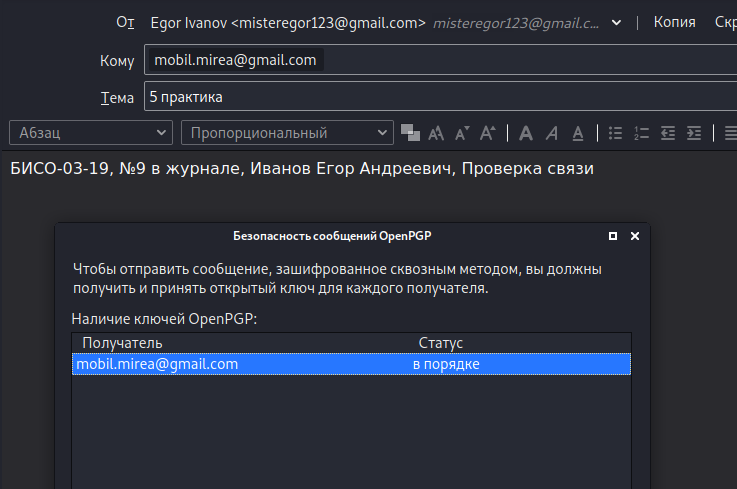 От Egor Ivanov <misteregor123@gmail.com> misteregor123@gmail.c... Копия
Кому mobil.mirea@gmail.com
Тема 5 практика
Абзац Пропорциональный
БИСО-03-19, №9 в журнале, Иванов Егор Андреевич, Проверка связи
Безопасность сообщений OpenPGP
Чтобы отправить сообщение, зашифрованное сквозным методом, вы должны
получить и принять открытый ключ для каждого получателя.
Наличие ключей OpenPGP:
Получатель Статус
mobil.mirea@gmail.com в порядке